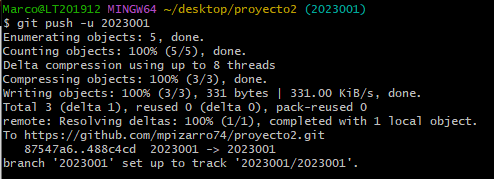 Marco@LT201912 MINGW64 ~/desktop/proyecto2 (2023001)
$ git push -u 2023001
Enumerating objects: 5, done.
Counting objects: 100% (5/5), done.
Delta compression using up to 8 threads
Compressing objects: 100% (3/3), done.
Writing objects: 100% (3/3), 331 bytes | 331.00 KiB/s, done.
Total 3 (delta 1), reused 0 (delta 0), pack-reused 0
remote: Resolving deltas: 100% (1/1), completed with 1 local object.
To https://github.com/mpizarro74/proyecto2.git
   87547a6..488c4cd  2023001 -> 2023001
branch '2023001' set up to track '2023001/2023001'.